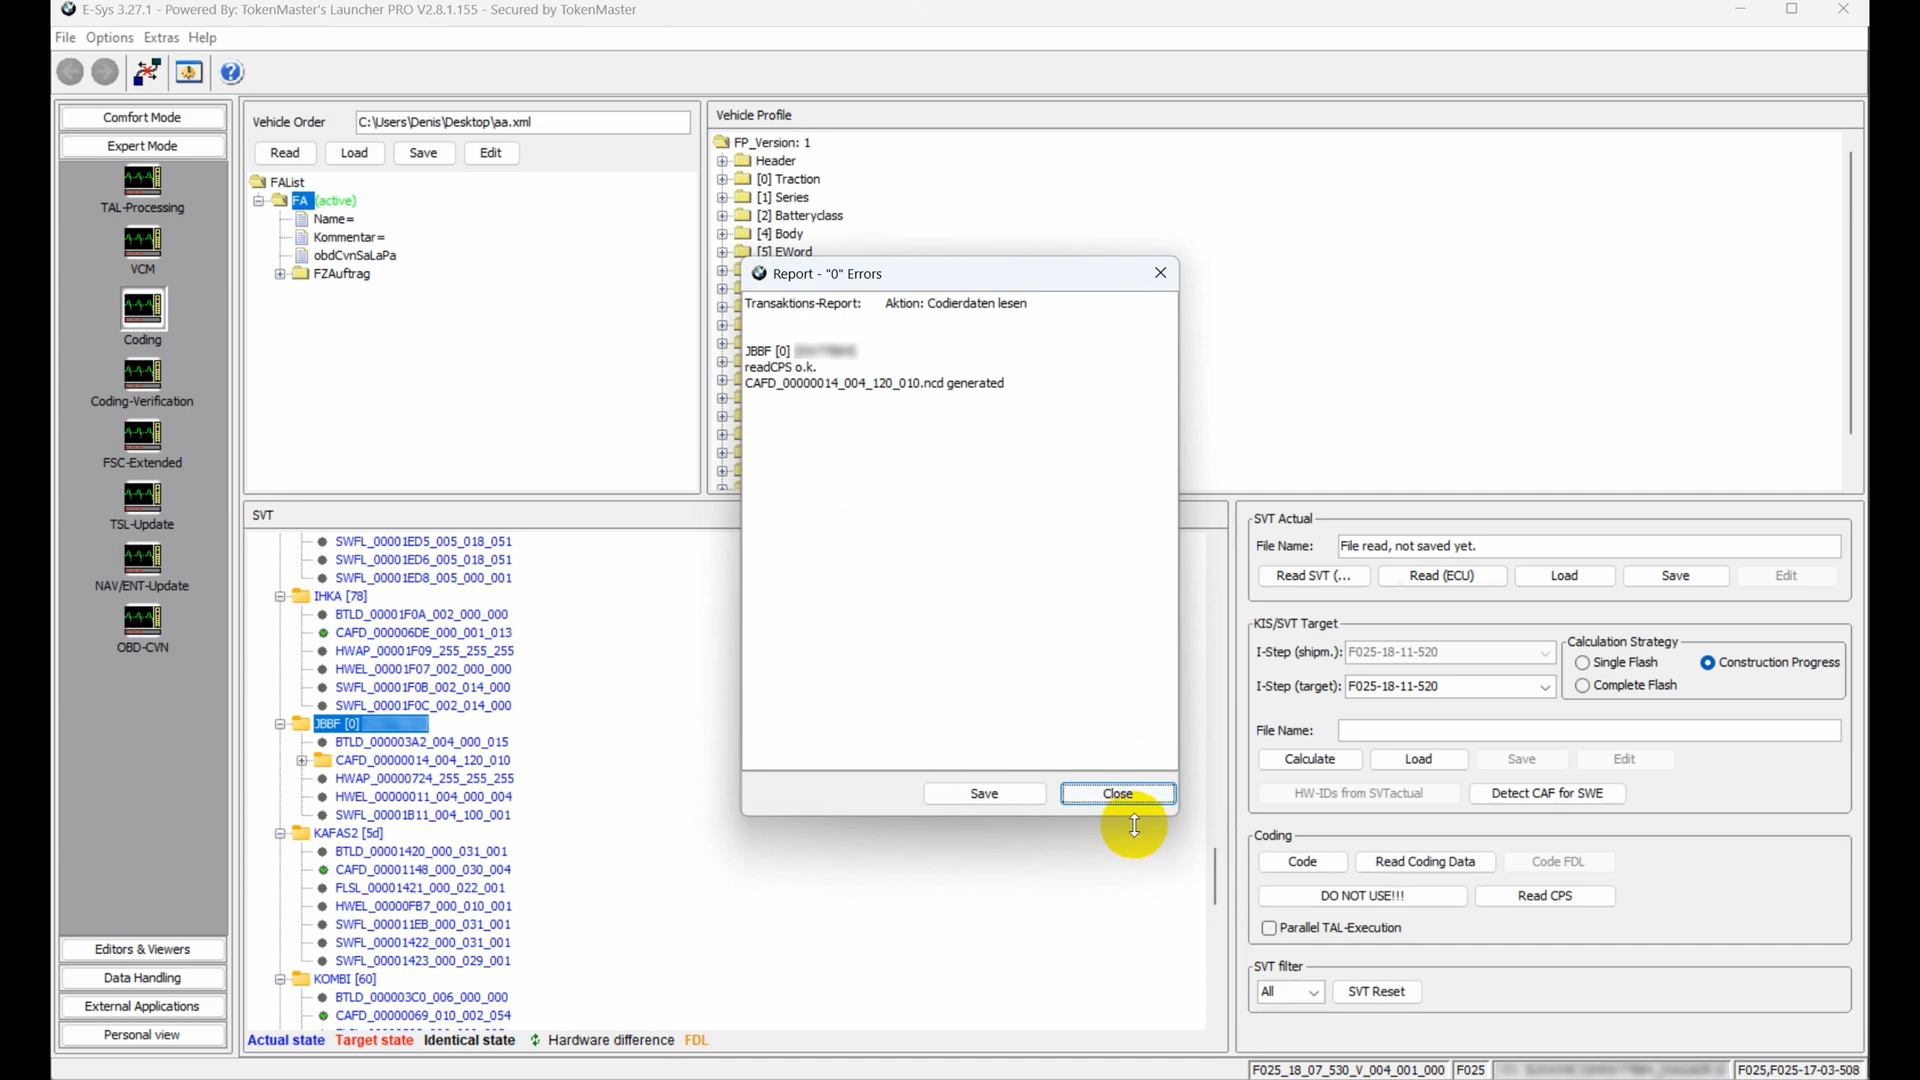 E-Sys 3.27.1 - Powered By: TokenMaster's Launcher PRO V2.8.1.155 - Secured by TokenMaster
File Options Extras Help
Comfort Mode
Expert Mode
TAL-Processing
VCM
Coding
Coding-Verification
FSC-Extended
TSL-Update
NAV/ENT-Update
OBD-CVN
Editors & Viewers
Data Handling
External Applications
Personal view
Vehicle Order C:\Users\Denis\Desktop\aa.xml
Read Load Save Edit
FAList
FA (active)
Name=
Kommentar=
obdCvnSaLaPa
FZAuftrag
Vehicle Profile
FP_Version: 1
Header
[0] Traction
[1] Series
[2] Batteryclass
[4] Body
[5] EWord
Report - "0" Errors
Transaktions-Report: Aktion: Codierdaten lesen
JBBF [0]
readCPS o.k.
CAFD_00000014_004_120_010.ncd generated
Save Close
SVT
SWFL_00001ED5_005_018_051
SWFL_00001ED6_005_018_051
SWFL_00001ED8_005_000_001
IHKA [78]
BTLD_00001F0A_002_000_000
CAFD_000006DE_000_001_013
HWAP_00001F09_255_255_255
HWEL_00001F07_002_000_000
SWFL_00001F0B_002_014_000
SWFL_00001F0C_002_014_000
JBBF [0]
BTLD_000003A2_004_000_015
CAFD_00000014_004_120_010
HWAP_00000724_255_255_255
HWEL_00000011_004_000_004
SWFL_00001B11_004_100_001
KAFAS2 [5d]
BTLD_00001420_000_031_001
CAFD_00001148_000_030_004
FLSL_00001421_000_022_001
HWEL_00000FB7_000_010_001
SWFL_000011EB_000_031_001
SWFL_00001422_000_031_001
SWFL_00001423_000_029_001
KOMBI [60]
BTLD_000003C0_006_000_000
CAFD_00000069_010_002_054
Actual state Target state Identical state Hardware difference FDL
SVT Actual
File Name: File read, not saved yet.
Read SVT (... Read (ECU) Load Save Edit
KIS/SVT Target
I-Step (shipm.): F025-18-11-520
I-Step (target): F025-18-11-520
Calculation Strategy
Single Flash Construction Progress
Complete Flash
File Name:
Calculate Load Save Edit
HW-IDs from SVTactual Detect CAF for SWE
Coding
Code Read Coding Data Code FDL
DO NOT USE!!! Read CPS
Parallel TAL-Execution
SVT filter
All SVT Reset
F025_18_07_530_V_004_001_000 F025 F025,F025-17-03-508